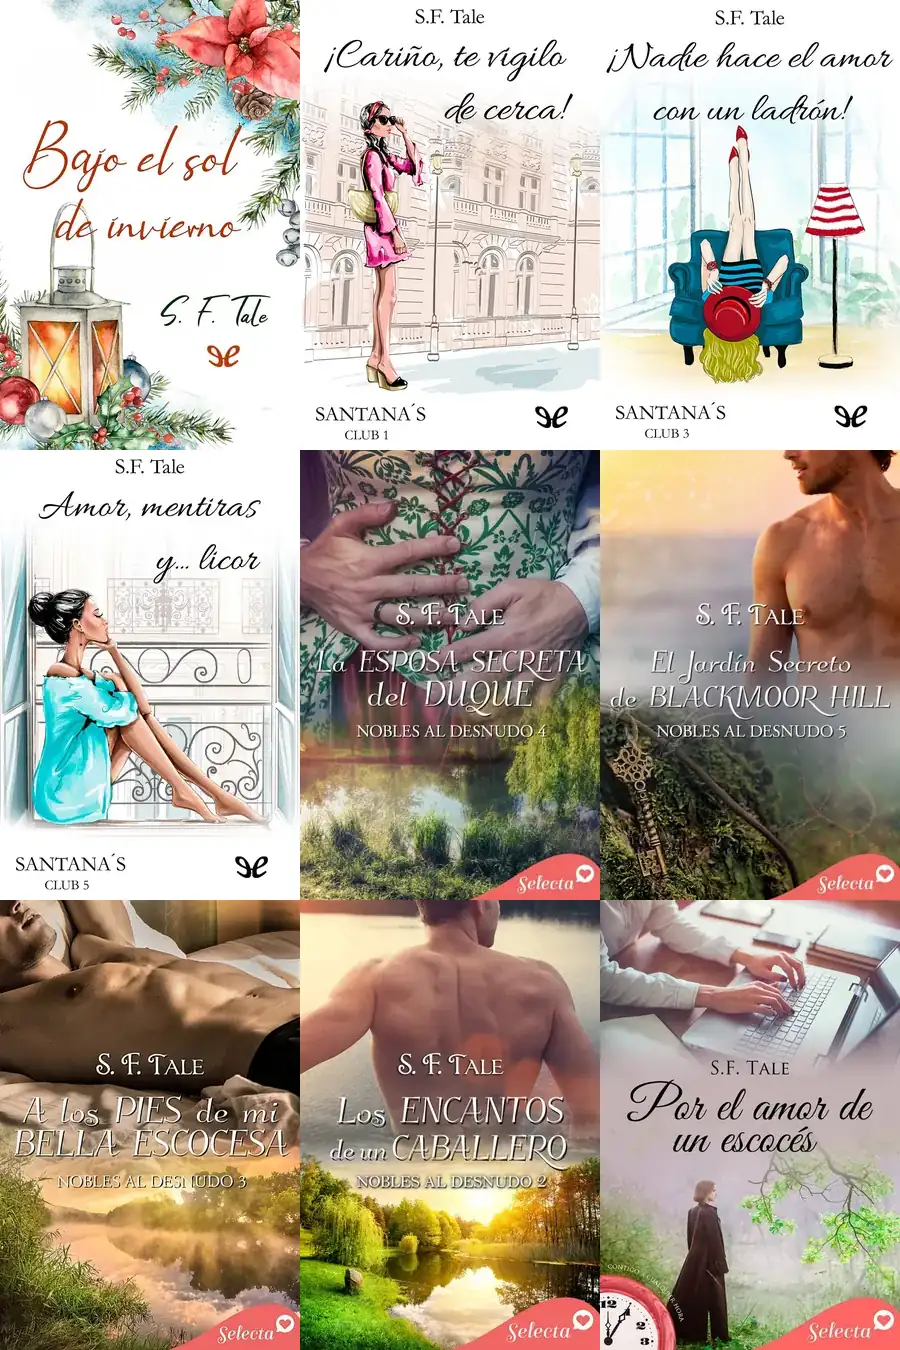 Bajo el sol
de invierno
S. F. Tale
S.F. Tale
¡Cariño, te vigilo
de cerca!
SANTANA´S
CLUB 1
S.F. Tale
¡Nadie hace el amor
con un ladrón!
SANTANA´S
CLUB 3
S.F. Tale
Amor, mentiras
y... licor
SANTANA´S
CLUB 5
S. F. TALE
La ESPOSA SECRETA
del DUQUE
NOBLES AL DESNUDO 4
Selecta
S. F. TALE
El Jardín Secreto
de BLACKMOOR HILL
NOBLES AL DESNUDO 5
Selecta
S. F. TALE
A los PIES de mi
BELLA ESCOCESA
NOBLES AL DESNUDO 3
Selecta
S. F. TALE
Los ENCANTOS
de un CABALLERO
NOBLES AL DESNUDO 2
Selecta
S.F. TALE
Por el amor de
un escocés
CONTIGO
HORA
12
3
Selecta